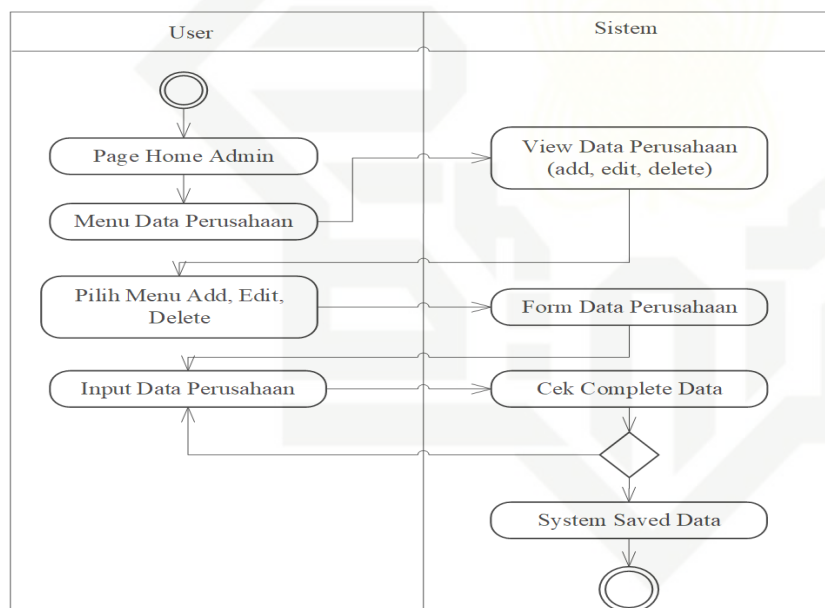 User
Sistem
Page Home Admin
View Data Perusahaan
(add, edit, delete)
Menu Data Perusahaan
Pilih Menu Add, Edit,
Delete
Form Data Perusahaan
Input Data Perusahaan
Cek Complete Data
System Saved Data